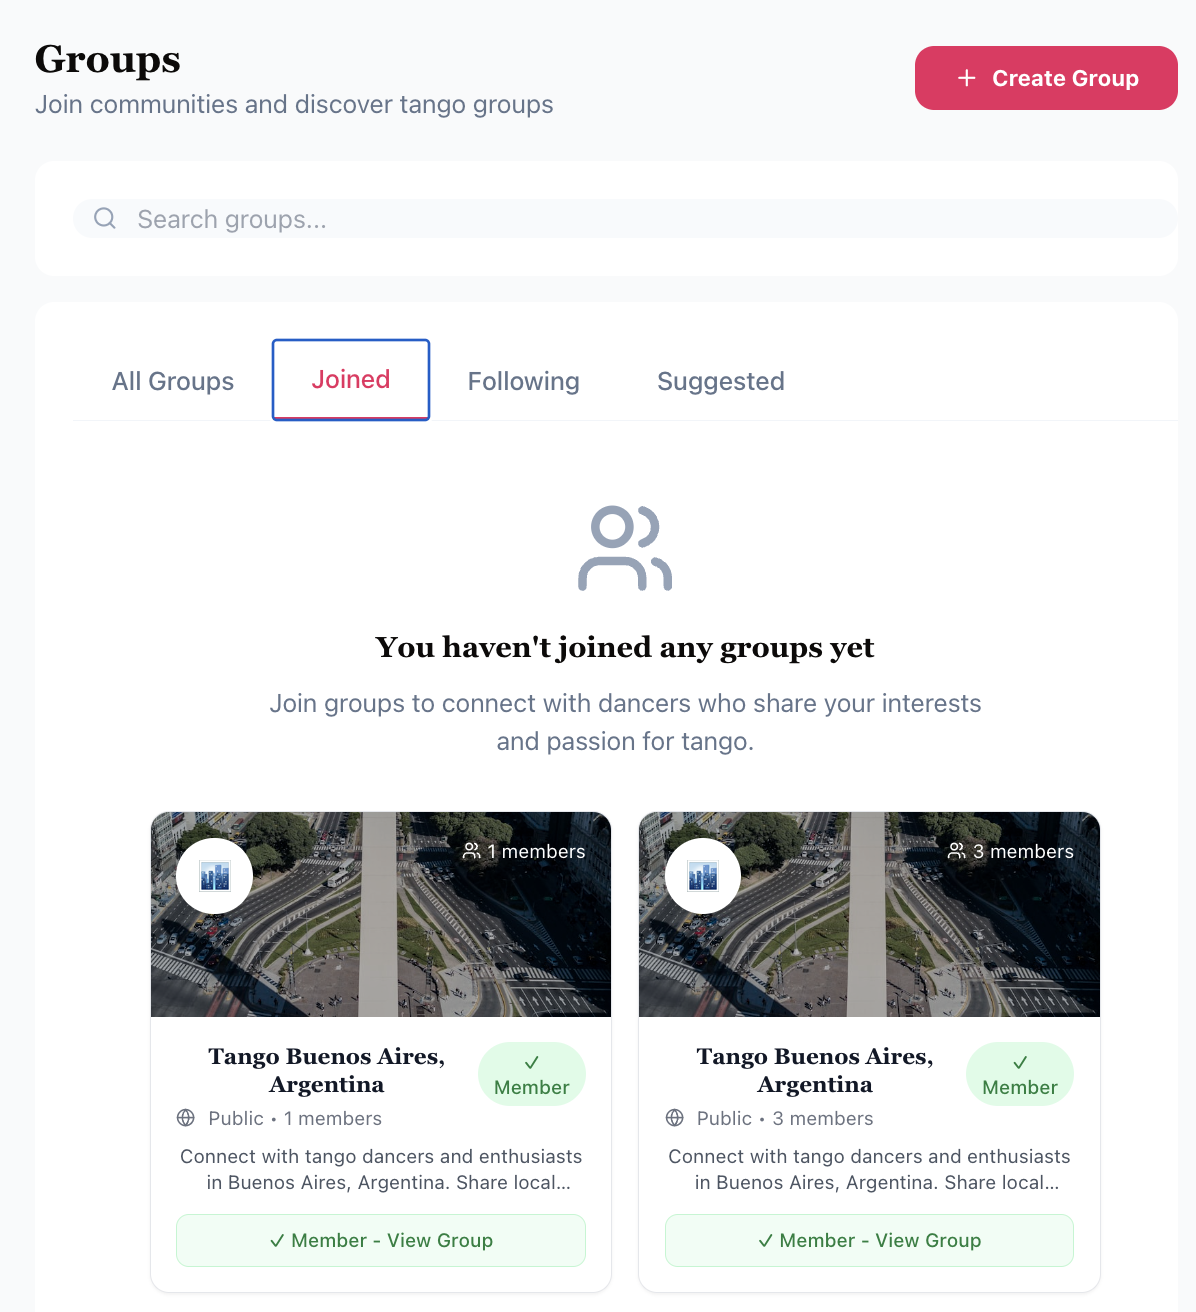 Groups
Join communities and discover tango groups
+ Create Group
Search groups...
All Groups
Joined
Following
Suggested
You haven't joined any groups yet
Join groups to connect with dancers who share your interests
and passion for tango.
1 members
Tango Buenos Aires,
Argentina
✓
Member
Public • 1 members
Connect with tango dancers and enthusiasts
in Buenos Aires, Argentina. Share local...
✓ Member - View Group
3 members
Tango Buenos Aires,
Argentina
✓
Member
Public • 3 members
Connect with tango dancers and enthusiasts
in Buenos Aires, Argentina. Share local...
✓ Member - View Group